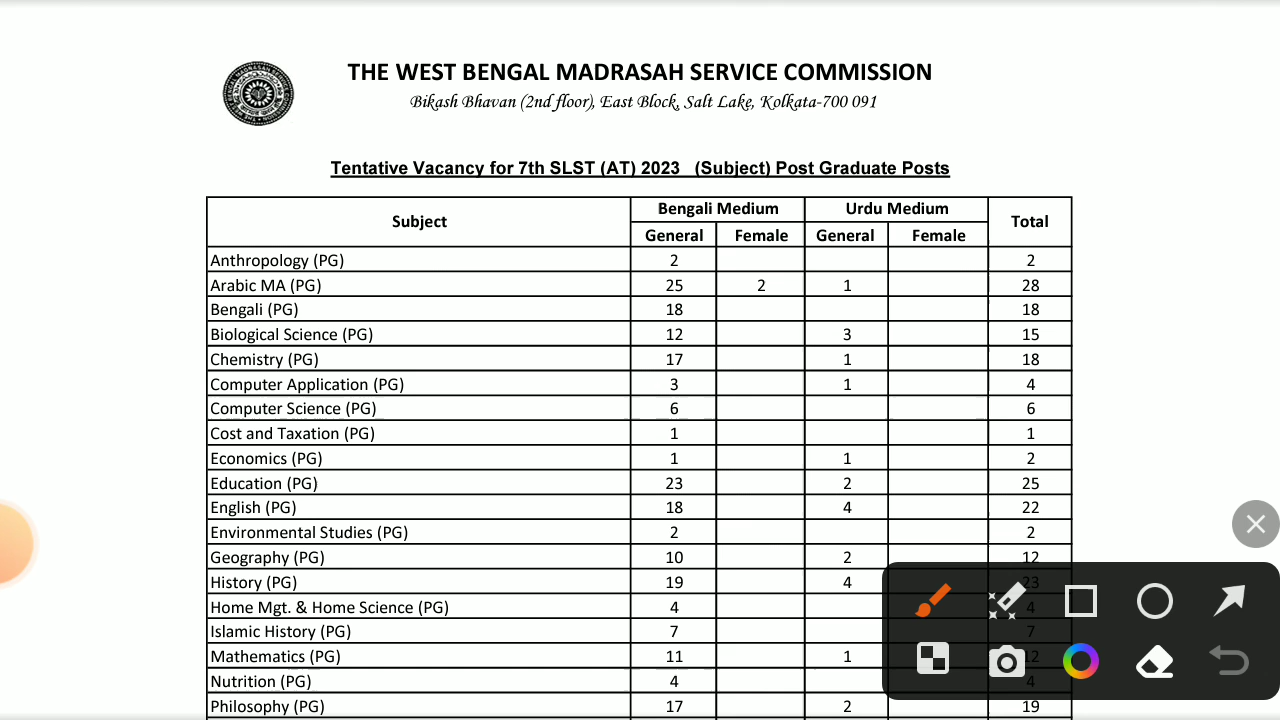 THE WEST BENGAL MADRASAH SERVICE COMMISSION
Bikash Bhavan (2nd floor), East Block, Salt Lake, Kolkata-700 091
Tentative Vacancy for 7th SLST (AT) 2023 (Subject) Post Graduate Posts
Subject Bengali Medium Urdu Medium Total
General Female General Female
Anthropology (PG) 2 2
Arabic MA (PG) 25 2 1 28
Bengali (PG) 18 18
Biological Science (PG) 12 3 15
Chemistry (PG) 17 1 18
Computer Application (PG) 3 1 4
Computer Science (PG) 6 6
Cost and Taxation (PG) 1 1
Economics (PG) 1 1 2
Education (PG) 23 2 25
English (PG) 18 4 22
Environmental Studies (PG) 2 2
Geography (PG) 10 2 12
History (PG) 19 4 23
Home Mgt. & Home Science (PG) 4 4
Islamic History (PG) 7 7
Mathematics (PG) 11 1 12
Nutrition (PG) 4 4
Philosophy (PG) 17 2 19